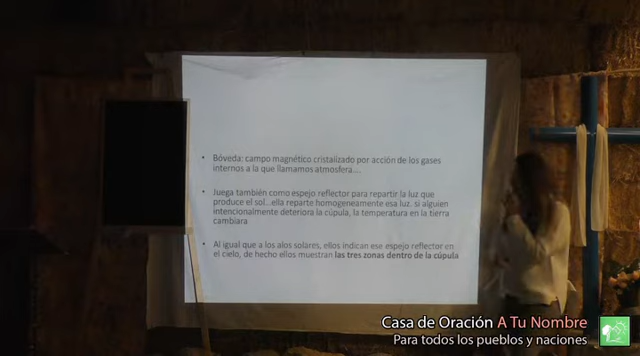 • Bóveda: campo magnético cristalizado por acción de los gases
internos a la que llamamos atmosfera....
• Juega también como espejo reflector para repartir la luz que
produce el sol...ella reparte homogeneamente esa luz. si alguien
intencionalmente deteriora la cúpula, la temperatura en la tierra
cambiara
• Al igual que a los alos solares, ellos indican ese espejo reflector en
el cielo, de hecho ellos muestran las tres zonas dentro de la cúpula
Casa de Oración A Tu Nombre
Para todos los pueblos y naciones